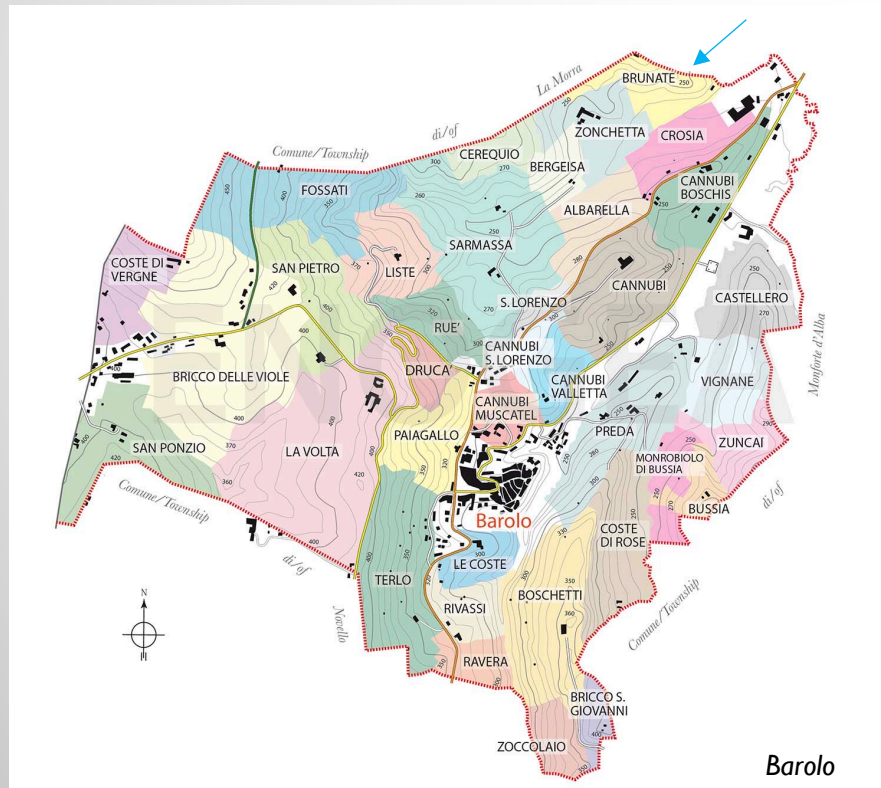 La Morra
di/of
Comune/Township
BRUNATE
250
ZONCHETTA
CROSIA
CEREQUIO
BERGEISA
FOSSATI
CANNUBI
BOSCHIS
ALBARELLA
COSTE DI
VERGNE
SAN PIETRO
LISTE
SARMASSA
CANNUBI
CASTELLERO
S. LORENZO
RUE'
CANNUBI
S. LORENZO
DRUCA'
BRICCO DELLE VIOLE
CANNUBI
VALLETTA
VIGNANE
Monforte d'Alba
CANNUBI
MUSCATEL
PAIAGALLO
PREDA
ZUNCAI
SAN PONZIO
LA VOLTA
MONROBIOLO
DI BUSSIA
BUSSIA
di/of
Comune/Township
Barolo
COSTE
DI ROSE
di/of
LE COSTE
TERLO
BOSCHETTI
RIVASSI
Comune/Township
Novello
N
RAVERA
BRICCO S.
GIOVANNI
ZOCCOLAIO
Barolo